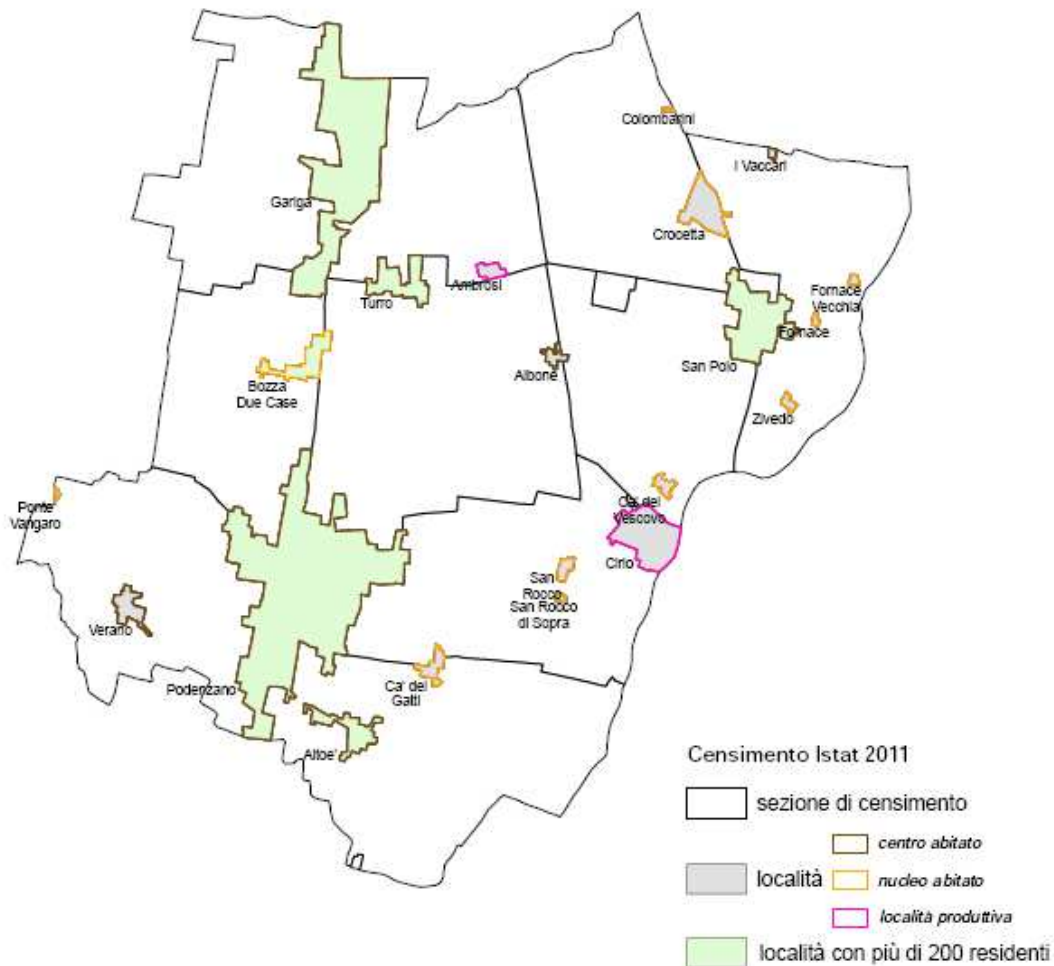 Colombarini
I Vaccari
Gariga
Crocetta
Ambrosi
Turro
Fornace
Vecchia
Fornace
San Polo
Albone
Bozza
Due Case
Zivedo
Ponte
Vangaro
Ca' del
Vescovo
Cirio
San
Rocco
San Rocco
di Sopra
Verano
Podenzano
Ca' dei
Gatti
Altoe'
Censimento Istat 2011
sezione di censimento
centro abitato
località
nucleo abitato
località produttiva
località con più di 200 residenti